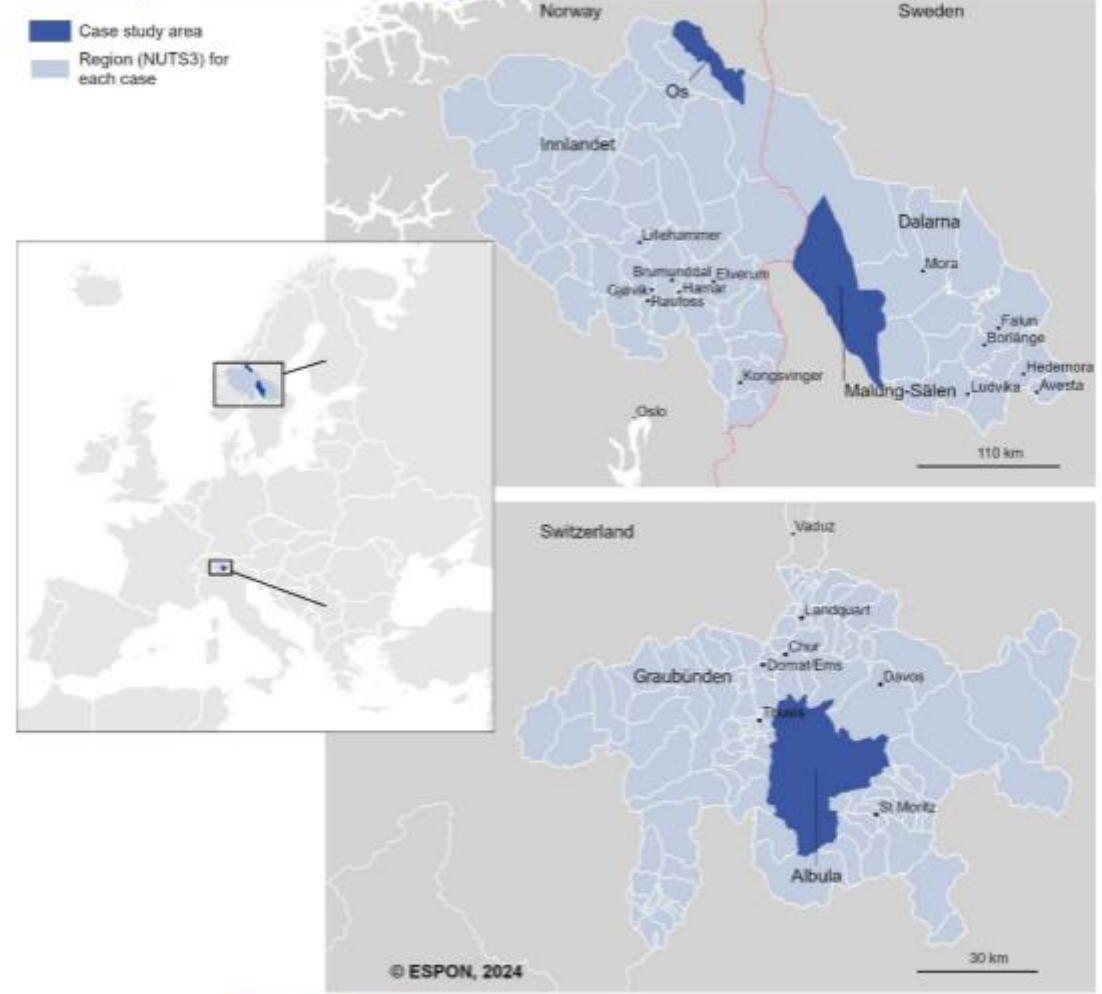 Case study area
Region (NUTS3) for
each case
Norway
Sweden
Os
Innlandet
Dalarna
Lillehammer
Mora
Brumunddal
Elverum
Gjøvik
Hamar
Raufoss
Falun
Borlänge
Hedemora
Kongsvinger
Malung-Sälen
Ludvika
Avesta
Oslo
110 km
Switzerland
Vaduz
Landquart
Chur
Domat/Ems
Graubünden
Davos
St Moritz
Albula
© ESPON, 2024
30 km